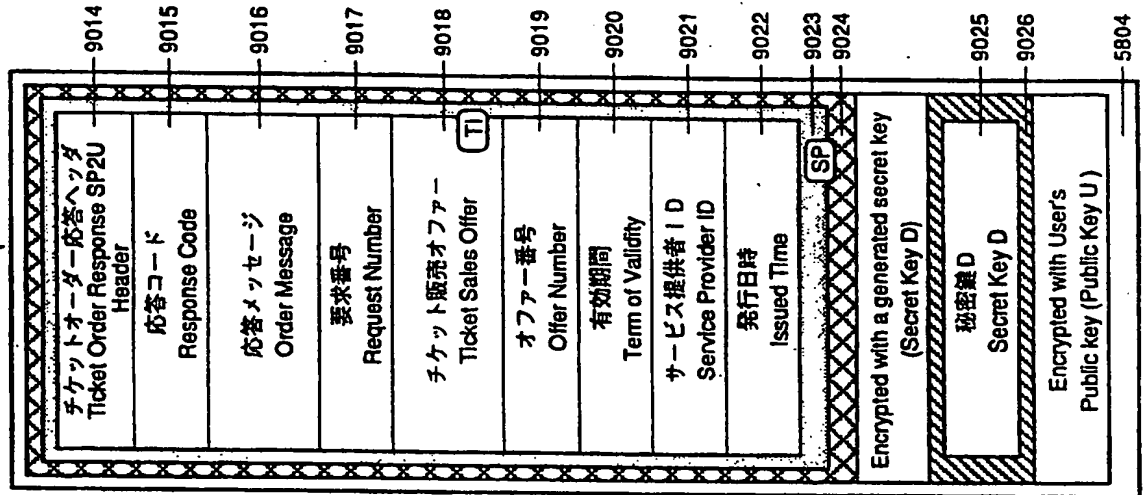 チケットオーダー応答ヘッダ
Ticket Order Response SP2U
Header
9014
応答コード
Response Code
9015
応答メッセージ
Order Message
9016
要求番号
Request Number
9017
チケット販売オファー
Ticket Sales Offer
TI
9018
オファー番号
Offer Number
9019
有効期間
Term of Validity
9020
サービス提供者ID
Service Provider ID
9021
発行日時
Issued Time
9022
SP
9023
9024
Encrypted with a generated secret key
(Secret Key D)
秘密鍵D
Secret Key D
9025
9026
Encrypted with User's
Public key (Public Key U)
5804